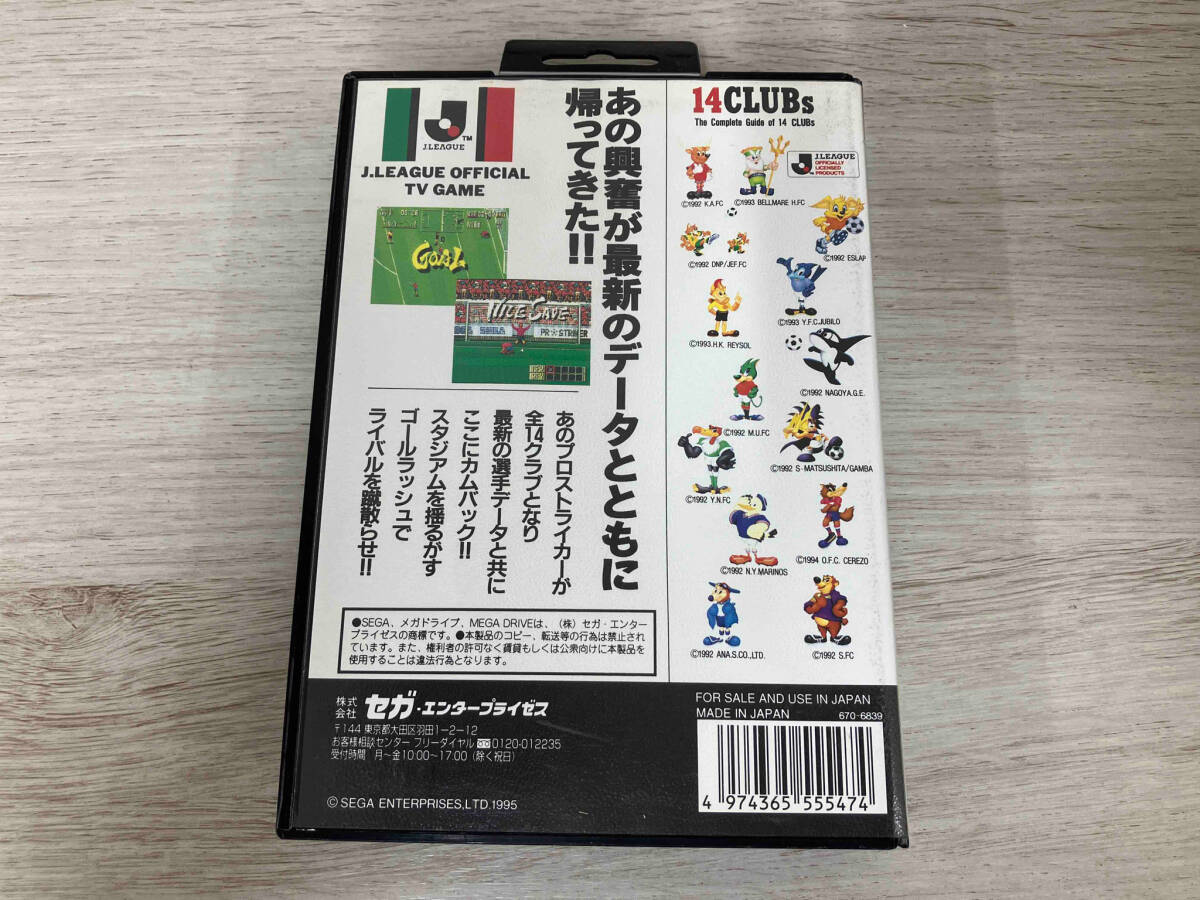 あの興奮が最新のデータとともに
帰ってきた!!
J.LEAGUE
TM
J.LEAGUE OFFICIAL
TV GAME
GOAL
NICE SAVE
SEGA
PRO STRIKER
あのプロストライカーが
全14クラブとなり
最新の選手データと共に
ここにカムバック!!
スタジアムを揺るがす
ゴールラッシュで
ライバルを蹴散らせ!!
14CLUBs
The Complete Guide of 14 CLUBs
J.LEAGUE
OFFICIALLY
LICENSED
PRODUCTS
©1992 K.A.FC
©1993 BELLMARE H.FC
©1992 ESLAP
©1992 DNP/JEF.FC
©1993 Y.F.C.JUBILO
©1993.H.K. REYSOL
©1992 NAGOYA.G.E.
©1992 M.U.FC
©1992 S-MATSUSHITA/GAMBA
©1992 Y.N.FC
©1994 O.F.C. CEREZO
©1992 N.Y.MARINOS
©1992 ANA.S.CO.,LTD.
©1992 S.FC
●SEGA、メガドライブ、MEGA DRIVEは、(株)セガ・エンター
プライゼスの商標です。●本製品のコピー、転送等の行為は禁止され
ています。また、権利者の許可なく賃貸もしくは公衆向けに本製品を
使用することは違法行為となります。
株式会社 セガ・エンタープライゼス
〒144 東京都大田区羽田1-2-12
お客様相談センター フリーダイヤル 0120-012235
受付時間 月~金10:00~17:00(除く祝日)
© SEGA ENTERPRISES,LTD.1995
FOR SALE AND USE IN JAPAN
MADE IN JAPAN
670-6839
4 974365 555474